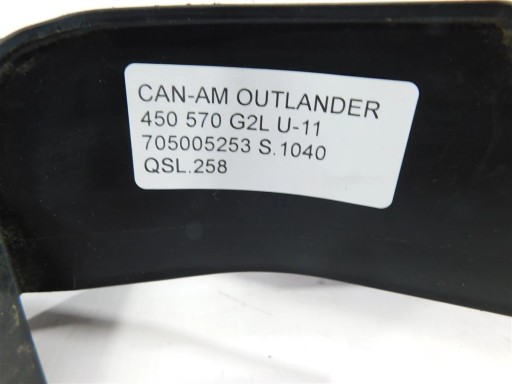 CAN-AM OUTLANDER
450 570 G2L U-11
705005253 S.1040
QSL.258